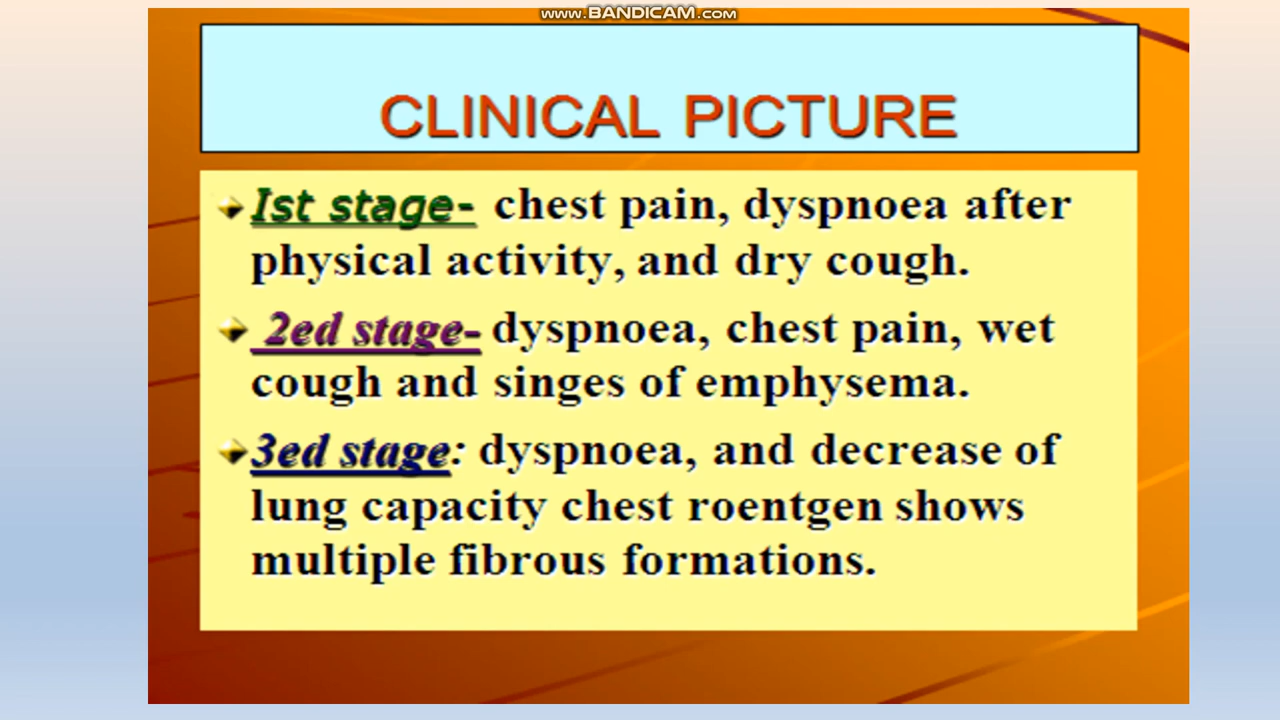 www.BANDICAM.com
CLINICAL PICTURE
Ist stage- chest pain, dyspnoea after
physical activity, and dry cough.
2ed stage- dyspnoea, chest pain, wet
cough and singes of emphysema.
3ed stage: dyspnoea, and decrease of
lung capacity chest roentgen shows
multiple fibrous formations.